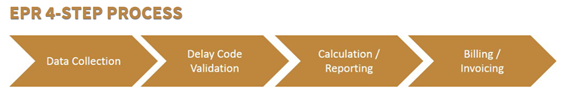 EPR 4-STEP PROCESS
Data Collection
Delay Code
Validation
Calculation /
Reporting
Billing /
Invoicing